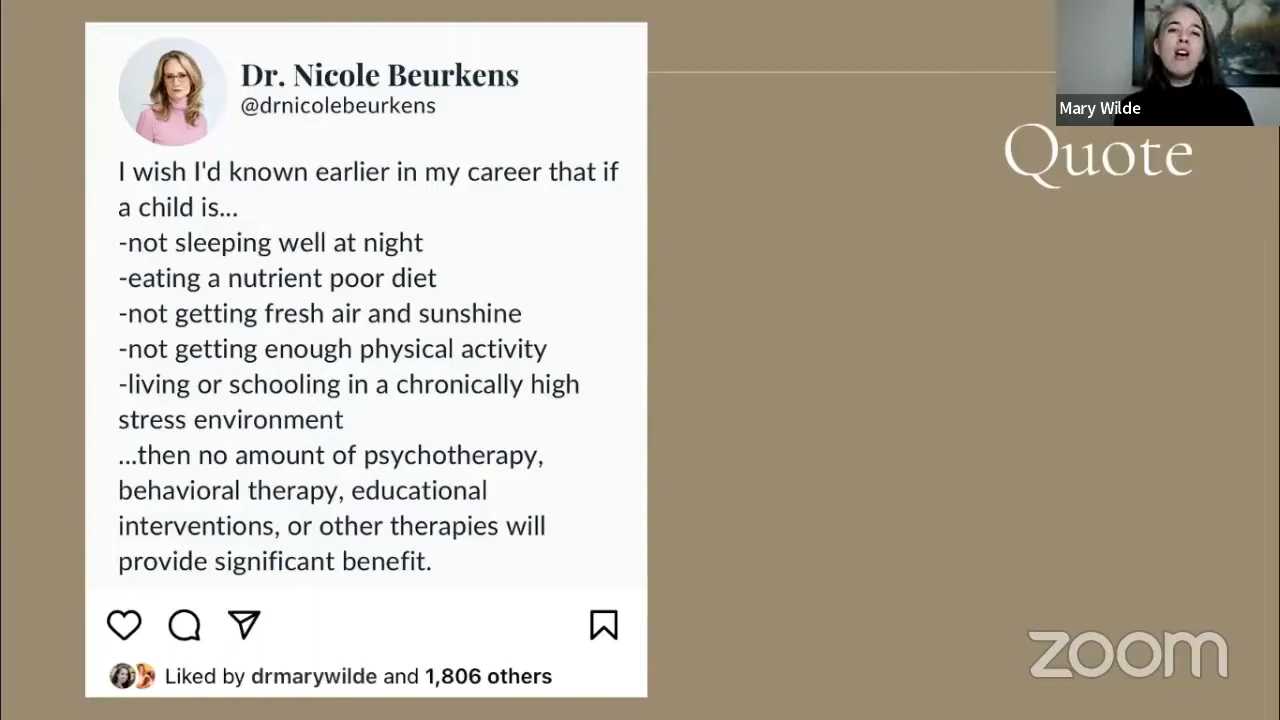 Dr. Nicole Beurkens
@drnicolebeurkens
I wish I'd known earlier in my career that if
a child is...
-not sleeping well at night
-eating a nutrient poor diet
-not getting fresh air and sunshine
-not getting enough physical activity
-living or schooling in a chronically high
stress environment
...then no amount of psychotherapy,
behavioral therapy, educational
interventions, or other therapies will
provide significant benefit.
Liked by drmarywilde and 1,806 others
Mary Wilde
Quote
zoom